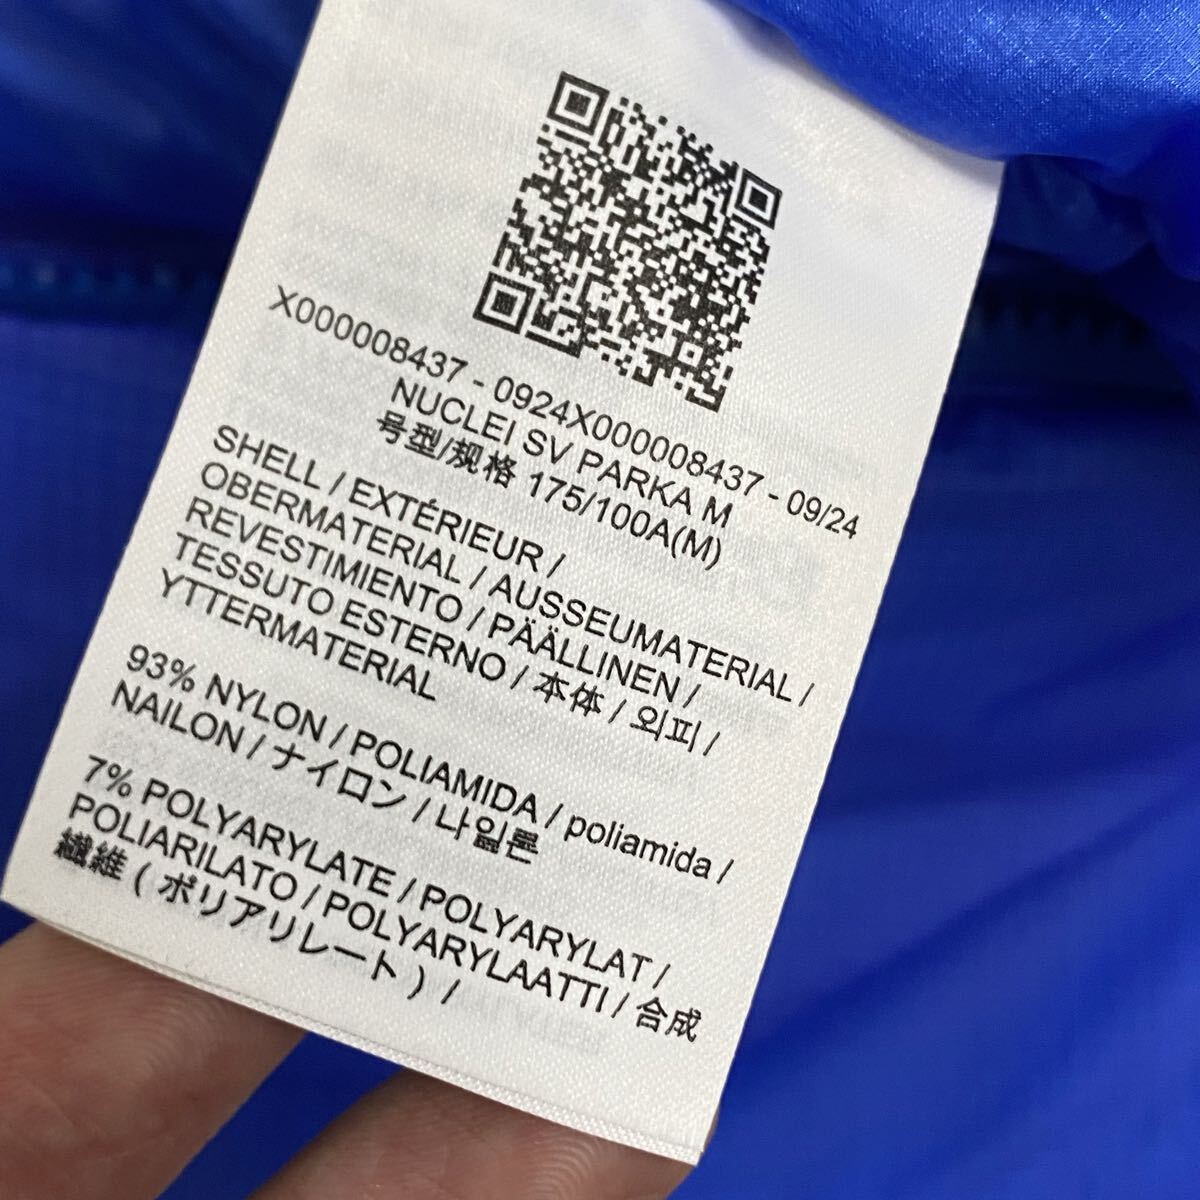 X000008437 - 0924X000008437 - 09/24
NUCLEI SV PARKA M
号型/规格 175/100A(M)
SHELL / EXTÉRIEUR /
OBERMATERIAL / AUSSEUMATERIAL /
REVESTIMIENTO / PÄÄLLINEN /
TESSUTO ESTERNO / 本体 / 외피 /
YTTERMATERIAL
93% NYLON / POLIAMIDA / poliamida /
NAILON / ナイロン / 나일론
7% POLYARYLATE / POLYARYLAT /
POLIARILATO / POLYARYLAATTI / 合成
繊維 ( ポリアリレート ) /